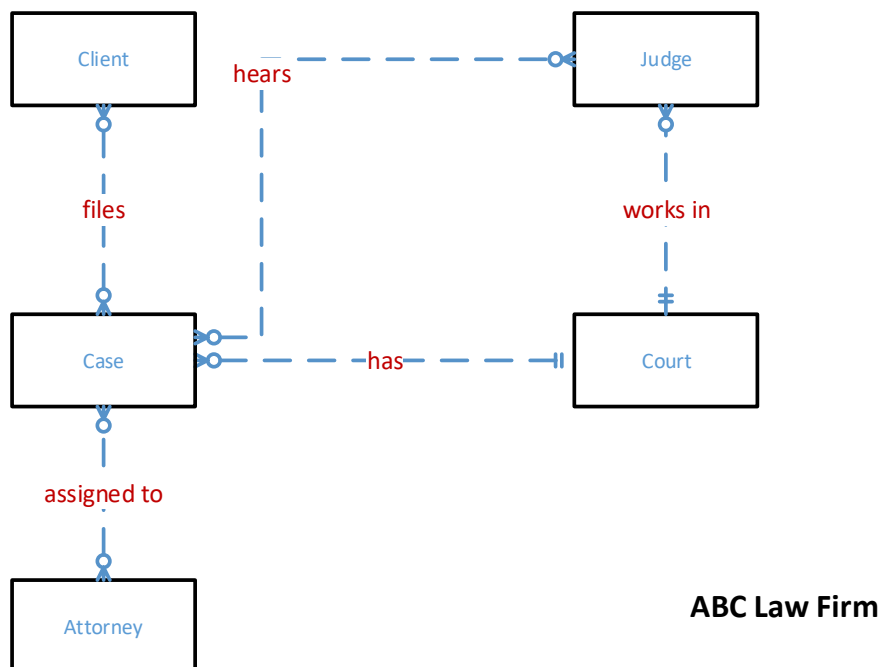 Client
Judge
hears
files
works in
Case
has
Court
assigned to
Attorney
ABC Law Firm